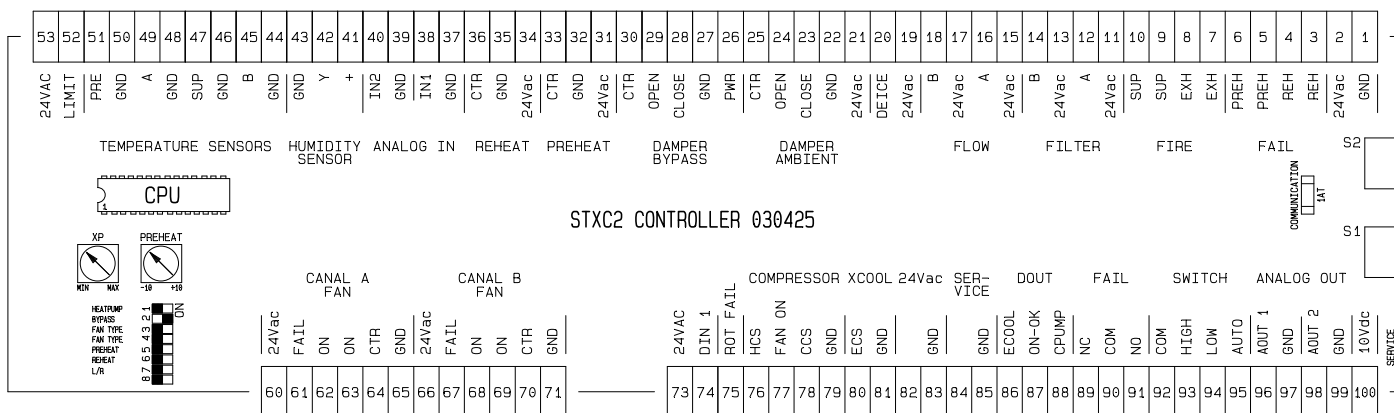 53 52 51 50 49 48 47 46 45 44 43 42 41 40 39 38 37 36 35 34 33 32 31 30 29 28 27 26 25 24 23 22 21 20 19 18 17 16 15 14 13 12 11 10 9 8 7 6 5 4 3 2 1
24VAC LIMIT PRE GND A GND SUP GND B GND GND Y + IN2 GND IN1 GND CTR GND 24Vac CTR GND 24Vac CTR OPEN CLOSE GND PWR CTR OPEN CLOSE GND 24Vac DEICE 24Vac B 24Vac A 24Vac B 24Vac A 24Vac SUP SUP EXH EXH PREH PREH REH REH 24Vac GND
TEMPERATURE SENSORS HUMIDITY SENSOR ANALOG IN REHEAT PREHEAT DAMPER BYPASS DAMPER AMBIENT FLOW FILTER FIRE FAIL
S2
CPU
1
COMMUNICATION
1AT
STXC2 CONTROLLER 030425
S1
XP PREHEAT
MIN MAX -10 +10
CANAL A FAN CANAL B FAN COMPRESSOR XCOOL 24Vac SER-VICE DOUT FAIL SWITCH ANALOG OUT
ON
HEATPUMP 1
BYPASS 2
FAN TYPE 3
FAN TYPE 4
PREHEAT 5
REHEAT 6
L/R 7
8
24Vac FAIL ON ON CTR GND 24Vac FAIL ON ON CTR GND
24VAC DIN 1 ROT FAIL HCS FAN ON CCS GND ECS GND GND GND ECOOL ON-OK CPUMP NC COM NO COM HIGH LOW AUTO AOUT 1 GND AOUT 2 GND 10Vdc
SERVICE
60 61 62 63 64 65 66 67 68 69 70 71
73 74 75 76 77 78 79 80 81 82 83 84 85 86 87 88 89 90 91 92 93 94 95 96 97 98 99 100